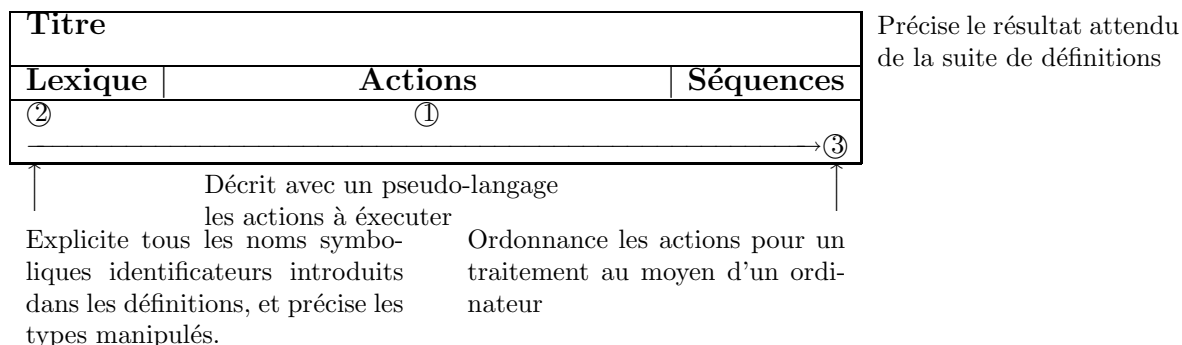 Titre
Précise le résultat attendu
de la suite de définitions
Lexique | Actions | Séquences
② ①
③
Décrit avec un pseudo-langage
les actions à éxecuter
Explicite tous les noms symbo-
liques identificateurs introduits
dans les définitions, et précise les
types manipulés.
Ordonnance les actions pour un
traitement au moyen d'un ordi-
nateur